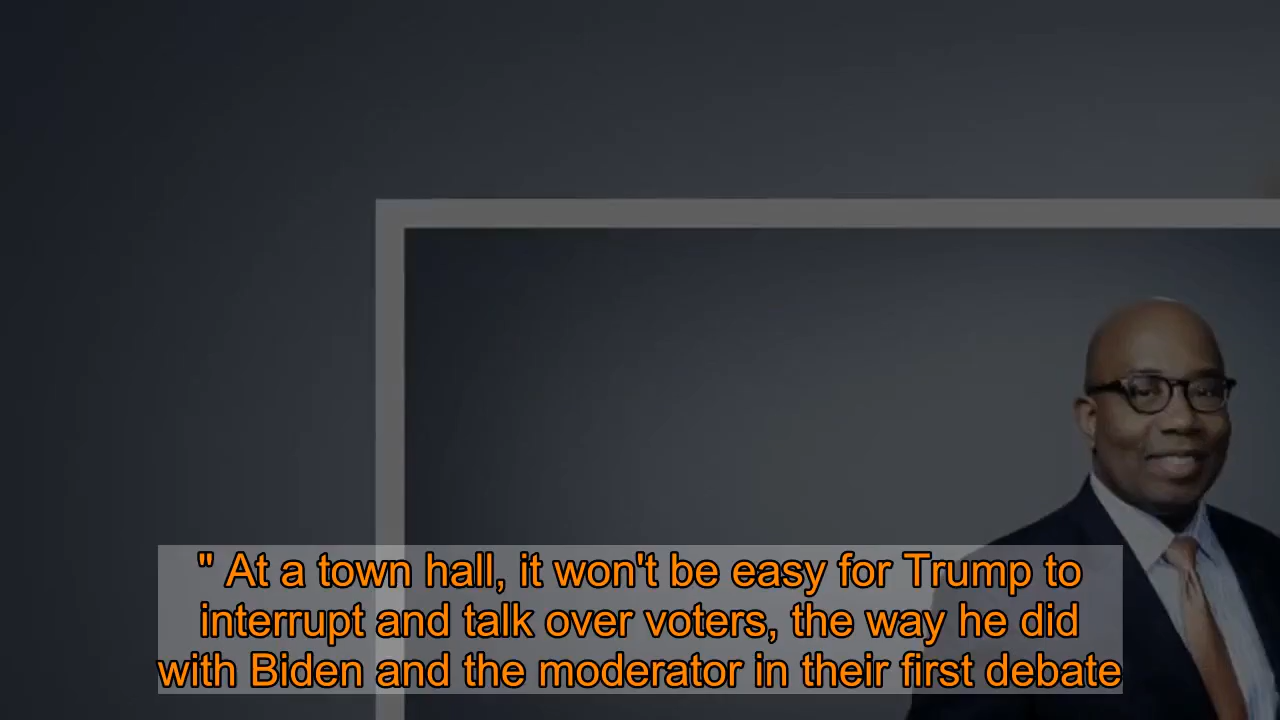 " At a town hall, it won't be easy for Trump to
interrupt and talk over voters, the way he did
with Biden and the moderator in their first debate